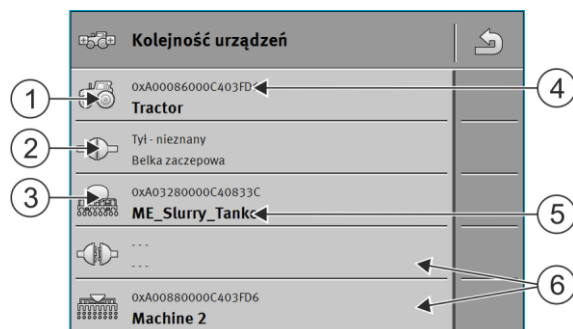 Kolejność urządzeń
0xA00086000C403FD
Tractor
Tył - nieznany
Belka zaczepowa
0xA03280000C40833C
ME_Slurry_Tank
- - -
- - -
0xA00880000C403FD6
Machine 2
1
2
3
4
5
6